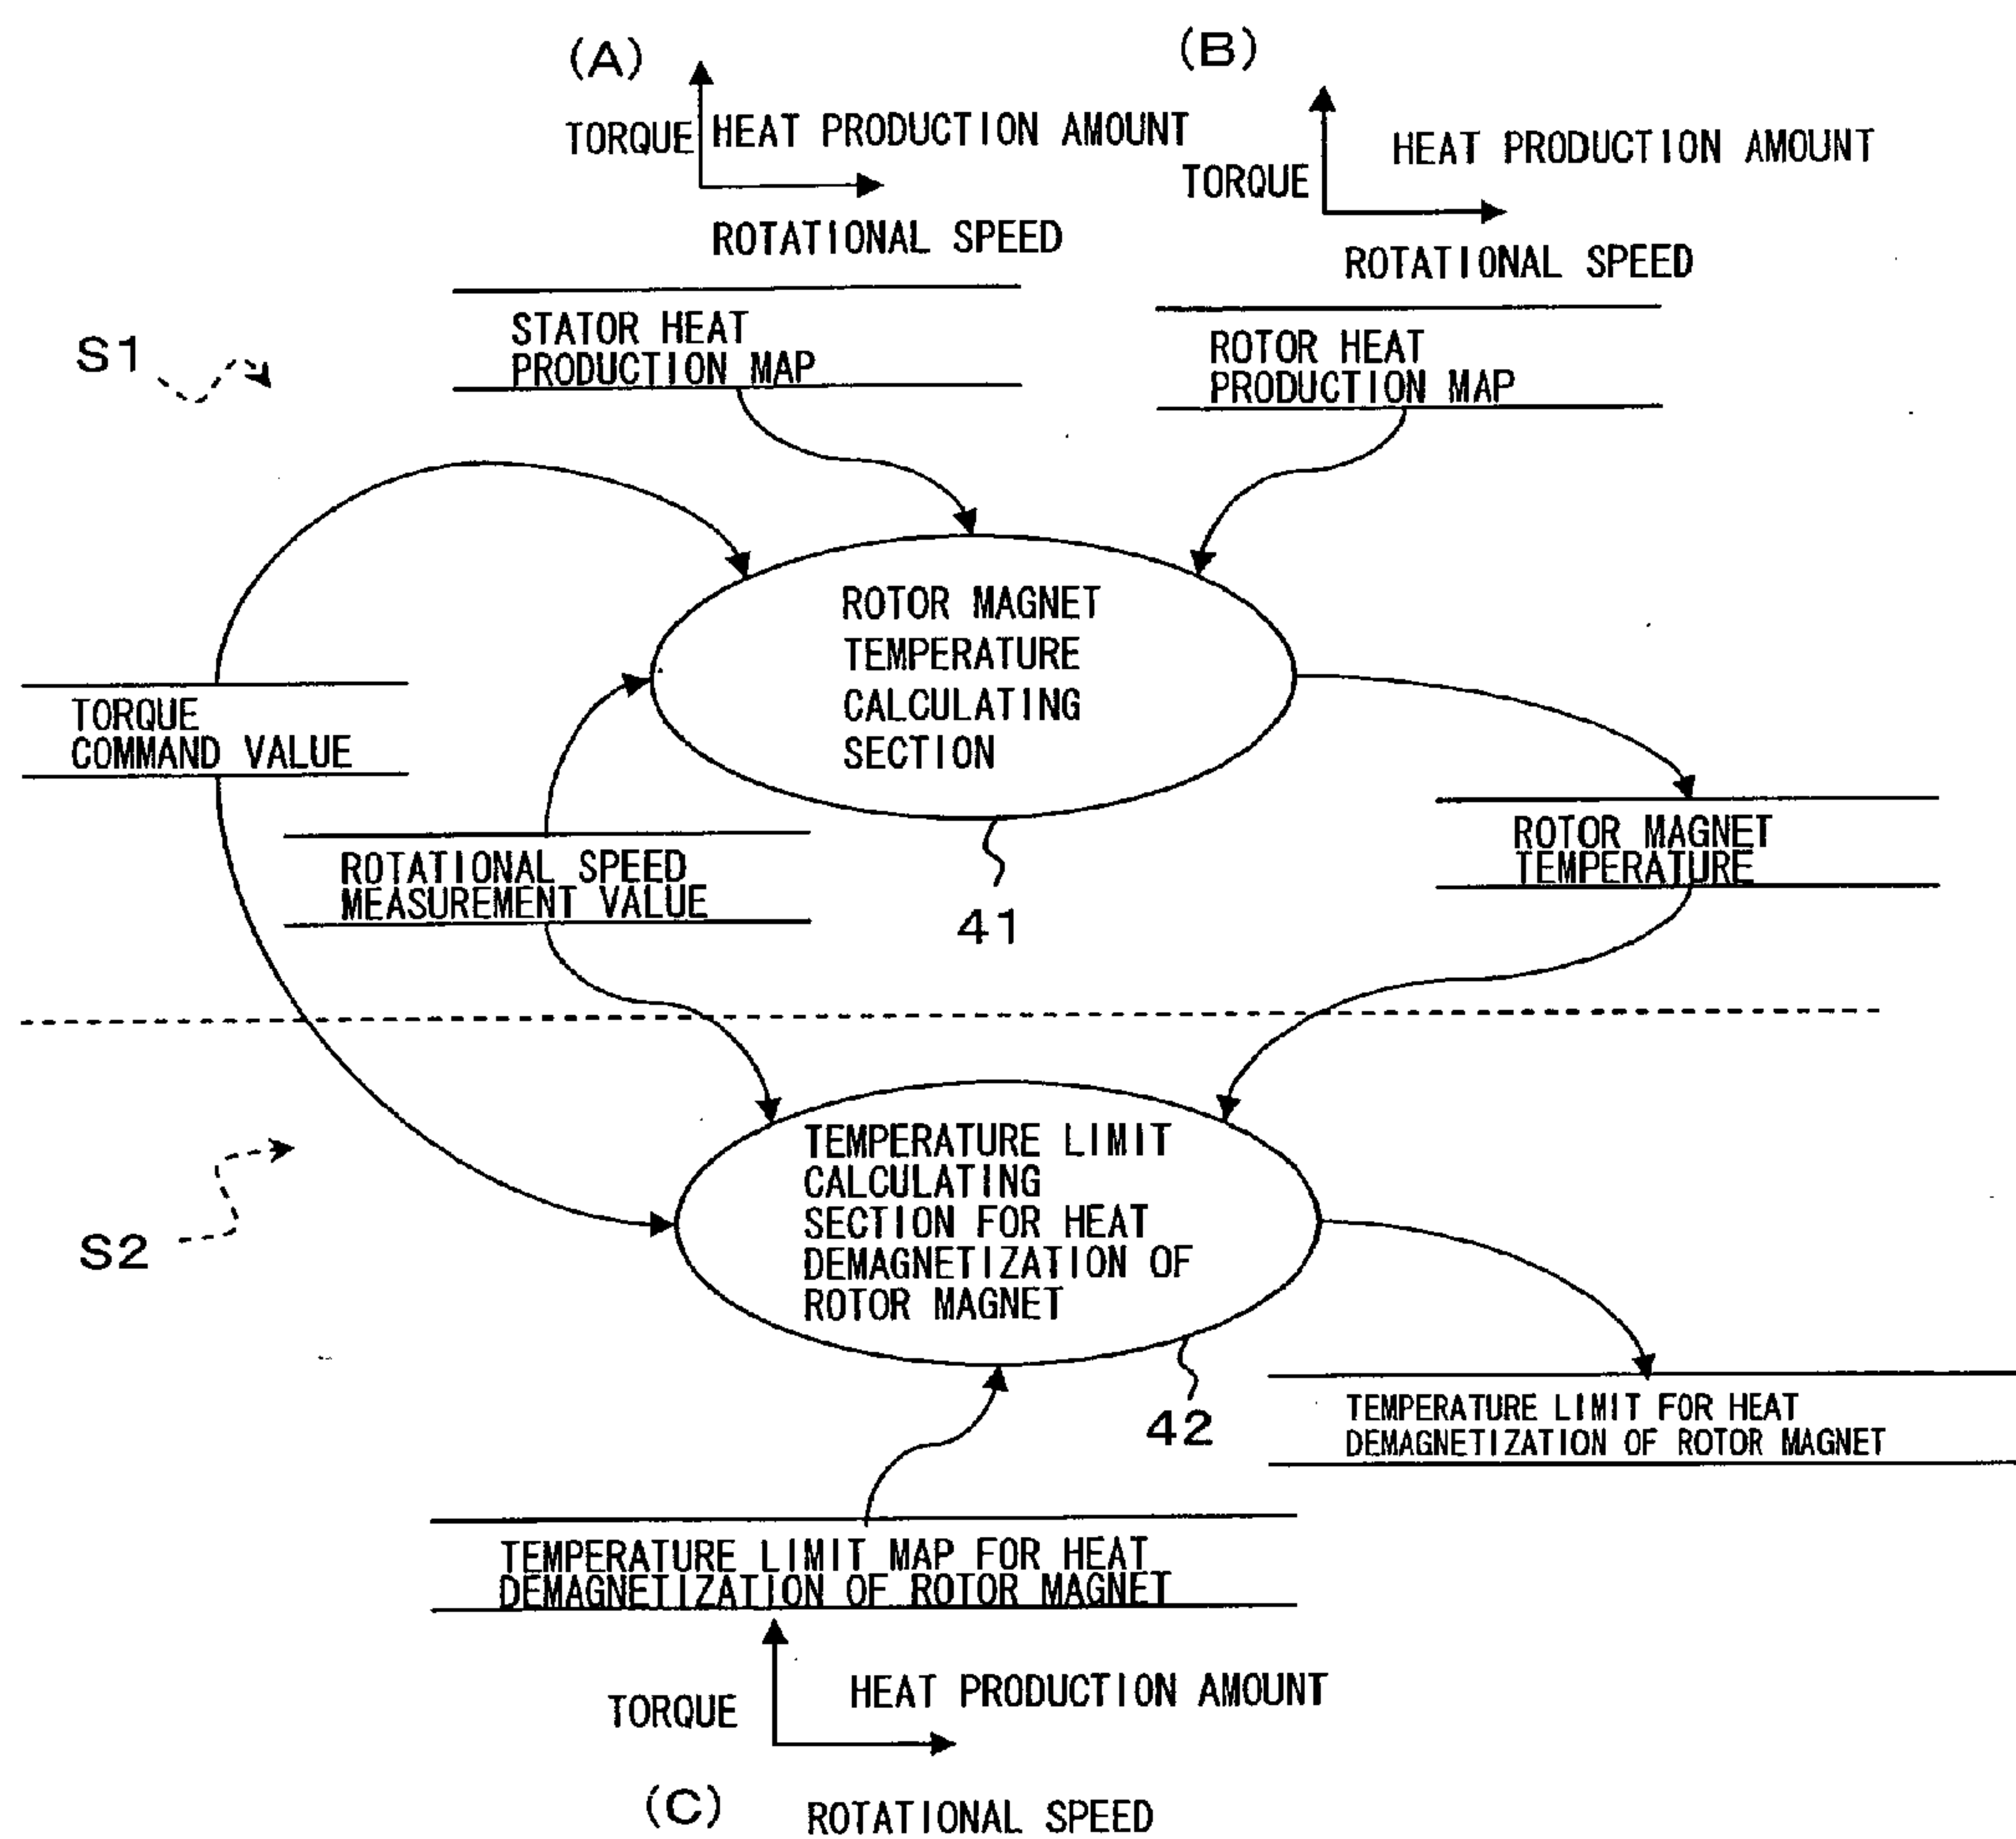 (A)
(B)
TORQUE
HEAT PRODUCTION AMOUNT
ROTATIONAL SPEED
TORQUE
HEAT PRODUCTION AMOUNT
ROTATIONAL SPEED
S1
STATOR HEAT
PRODUCTION MAP
ROTOR HEAT
PRODUCTION MAP
ROTOR MAGNET
TEMPERATURE
CALCULATING
SECTION
TORQUE
COMMAND VALUE
ROTATIONAL SPEED
MEASUREMENT VALUE
41
ROTOR MAGNET
TEMPERATURE
S2
TEMPERATURE LIMIT
CALCULATING
SECTION FOR HEAT
DEMAGNETIZATION OF
ROTOR MAGNET
42
TEMPERATURE LIMIT FOR HEAT
DEMAGNETIZATION OF ROTOR MAGNET
TEMPERATURE LIMIT MAP FOR HEAT
DEMAGNETIZATION OF ROTOR MAGNET
TORQUE
HEAT PRODUCTION AMOUNT
(C)
ROTATIONAL SPEED